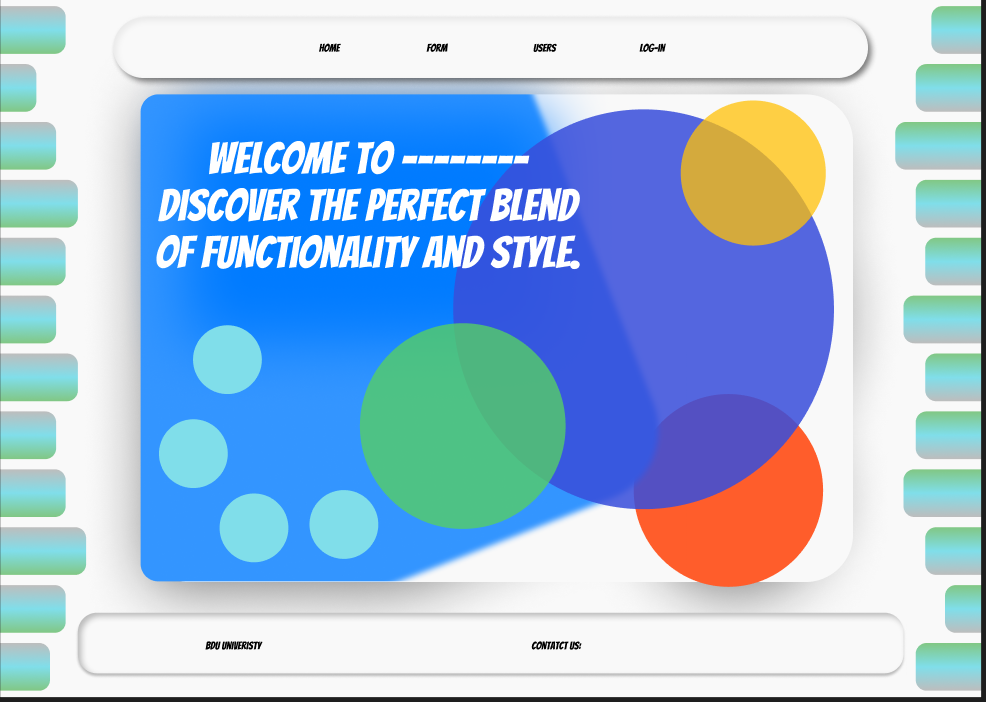 HOME FORM USERS LOG-IN
WELCOME TO --------
DISCOVER THE PERFECT BLEND
OF FUNCTIONALITY AND STYLE.
BDU UNIVERISTY CONTATCT US: